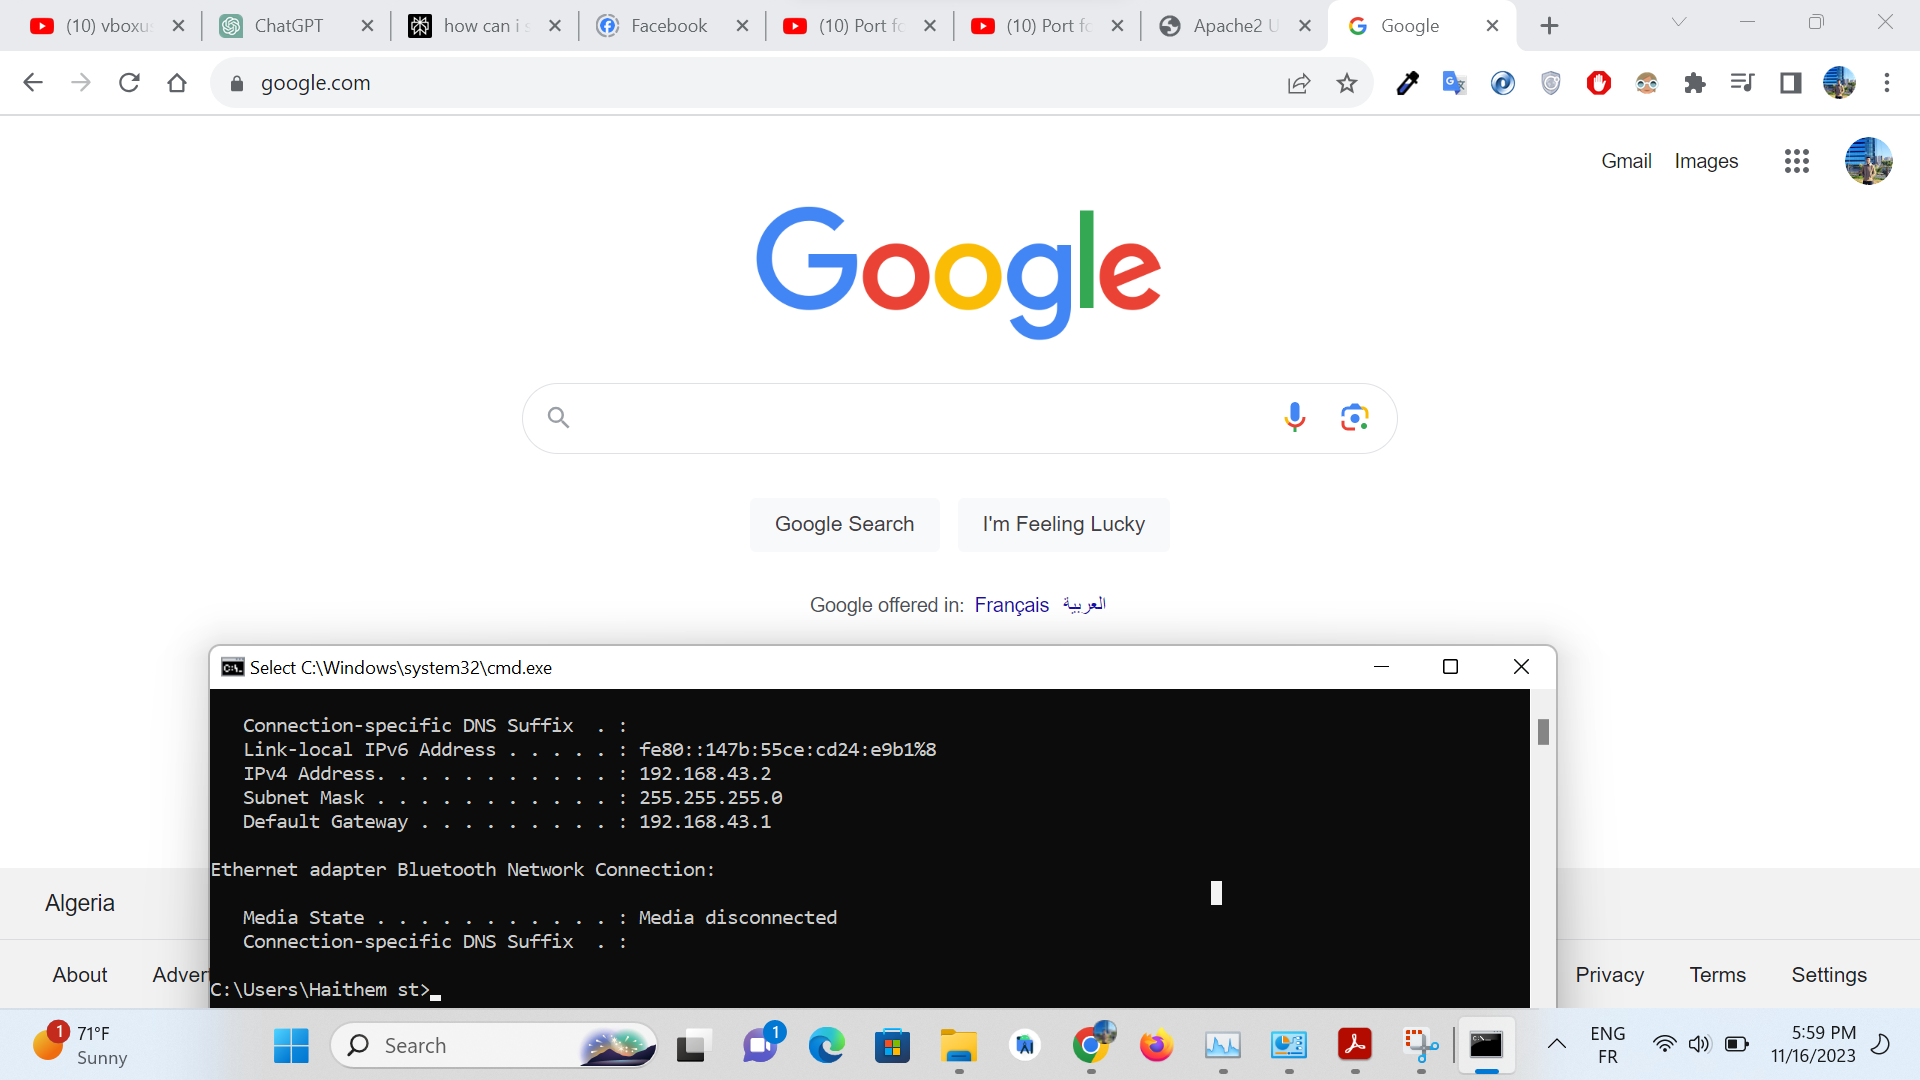 (10) vboxu
ChatGPT
how can i s
Facebook
(10) Port fo
(10) Port fo
Apache2 U
Google
google.com
Gmail Images
Google
Google Search
I'm Feeling Lucky
Google offered in: Français العربية
Select C:\Windows\system32\cmd.exe
Connection-specific DNS Suffix . :
Link-local IPv6 Address . . . . . : fe80::147b:55ce:cd24:e9b1%8
IPv4 Address. . . . . . . . . . . : 192.168.43.2
Subnet Mask . . . . . . . . . . . : 255.255.255.0
Default Gateway . . . . . . . . . : 192.168.43.1
Ethernet adapter Bluetooth Network Connection:
Media State . . . . . . . . . . . : Media disconnected
Connection-specific DNS Suffix . :
C:\Users\Haithem st>
Algeria
About Advert
Privacy Terms Settings
1
71°F
Sunny
Search
1
ENG
FR
5:59 PM
11/16/2023